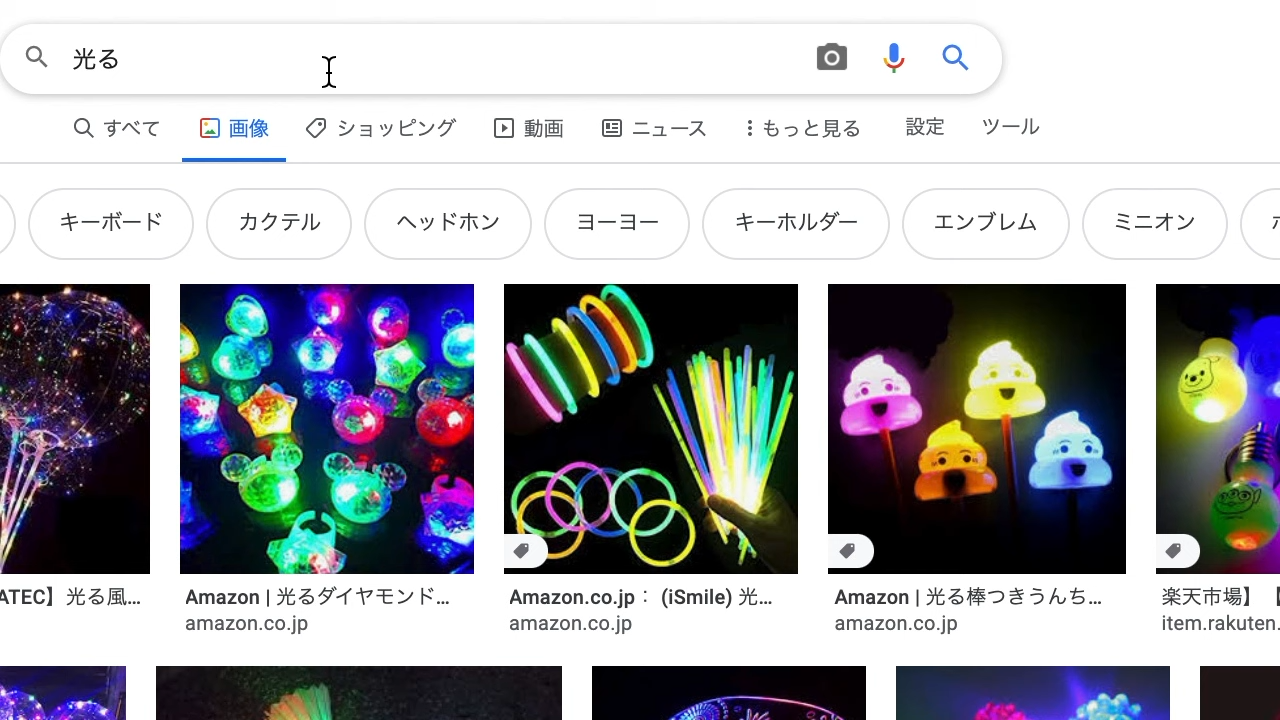 光る
すべて 画像 ショッピング 動画 ニュース もっと見る 設定 ツール
キーボード カクテル ヘッドホン ヨーヨー キーホルダー エンブレム ミニオン
ATEC】光る風... Amazon | 光るダイヤモンド... Amazon.co.jp： (iSmile) 光... Amazon | 光る棒つきうんち... 楽天市場】【
amazon.co.jp amazon.co.jp amazon.co.jp item.rakuten.